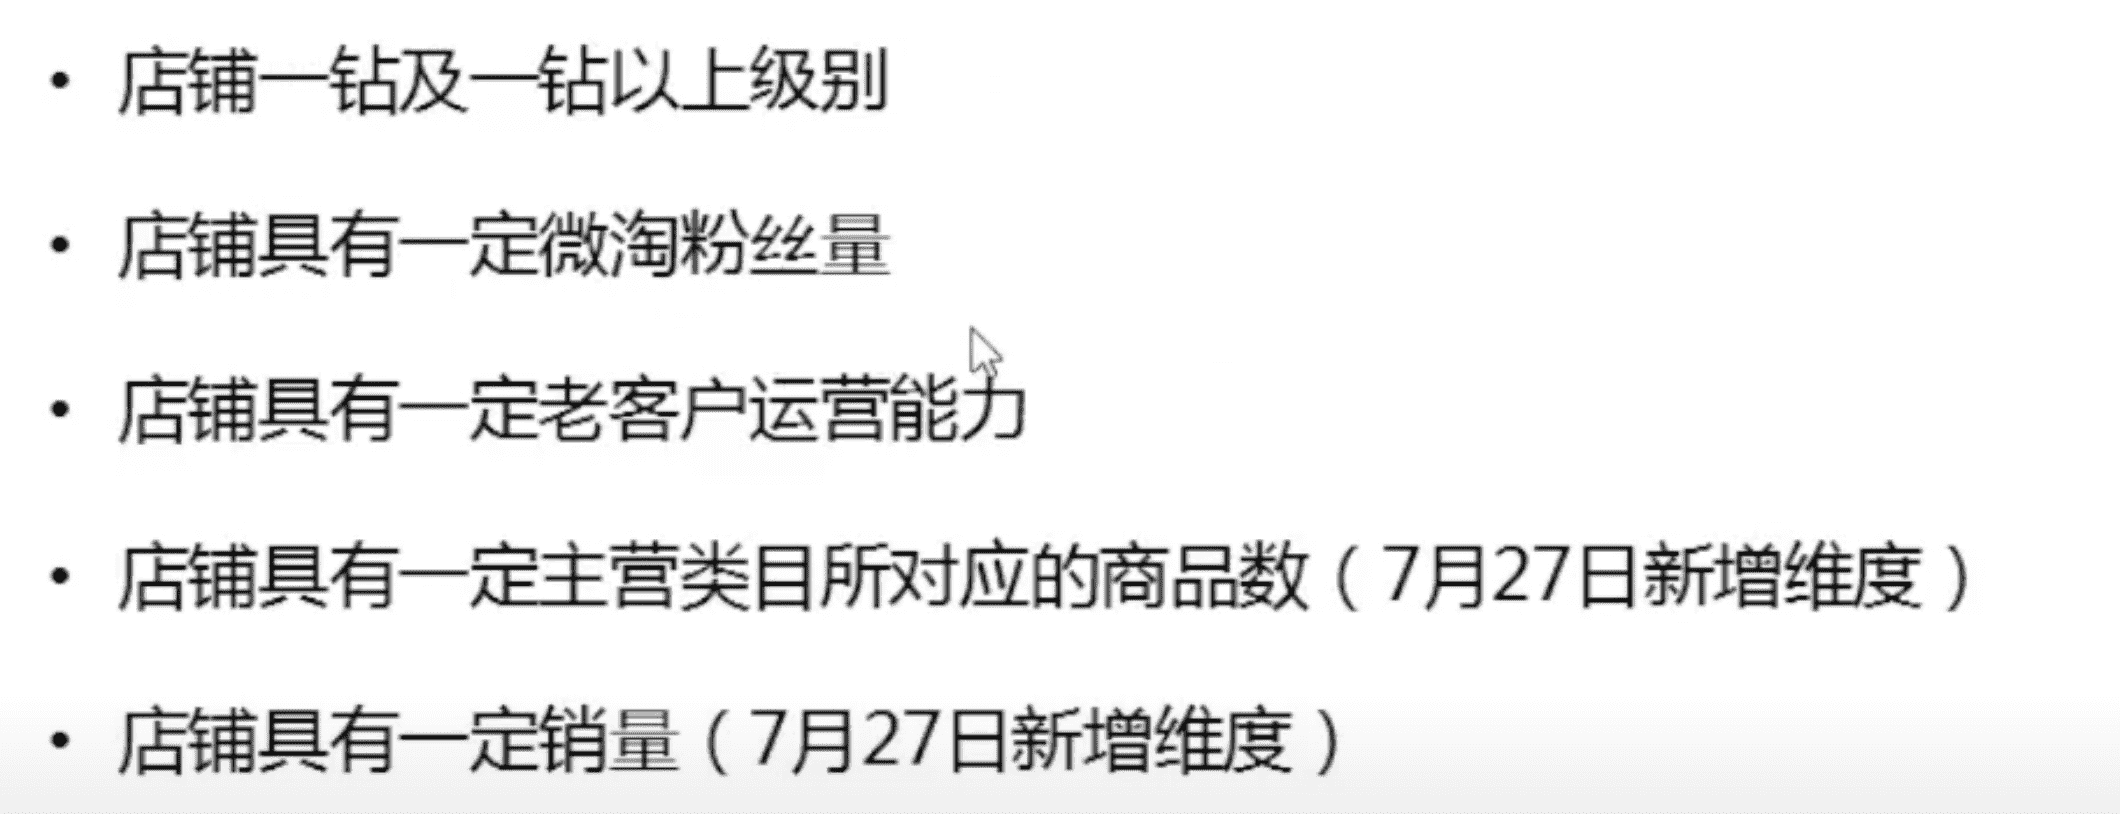 • 店铺一钻及一钻以上级别
• 店铺具有一定微淘粉丝量
• 店铺具有一定老客户运营能力
• 店铺具有一定主营类目所对应的商品数（7月27日新增维度）
• 店铺具有一定销量（7月27日新增维度）